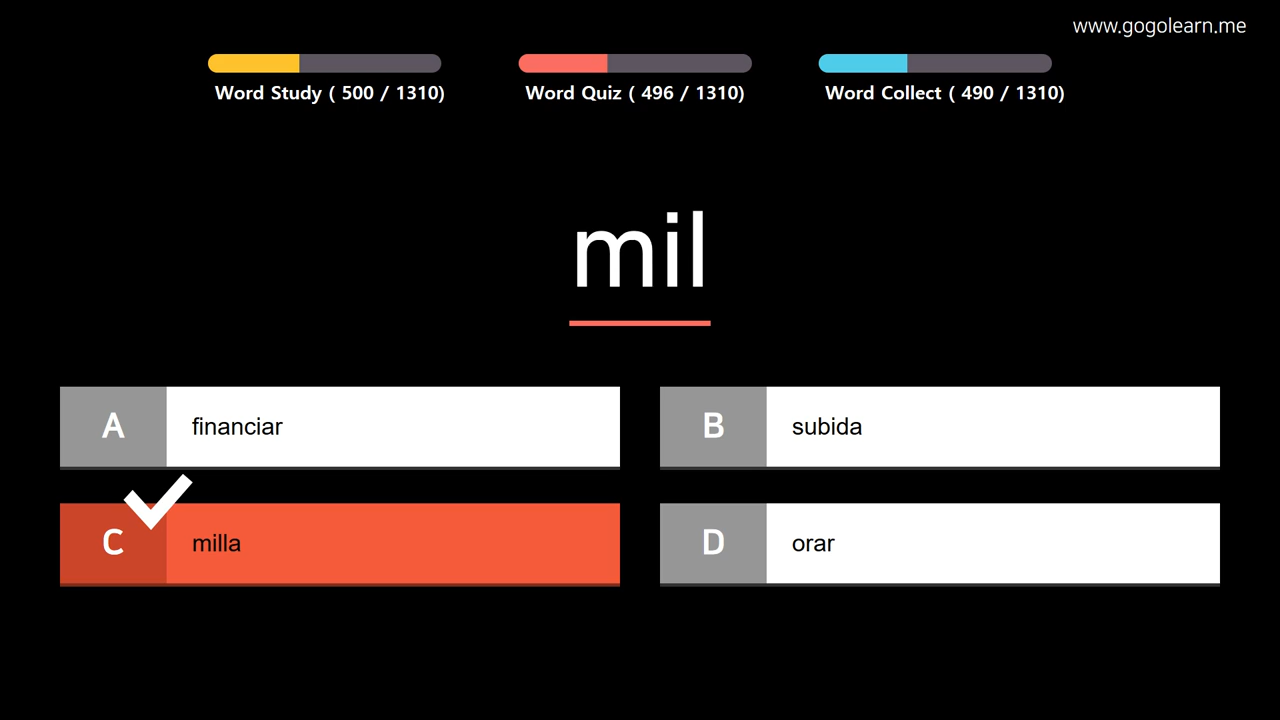 www.gogolearn.me
Word Study ( 500 / 1310)
Word Quiz ( 496 / 1310)
Word Collect ( 490 / 1310)
mil
A financiar
B subida
C milla
D orar